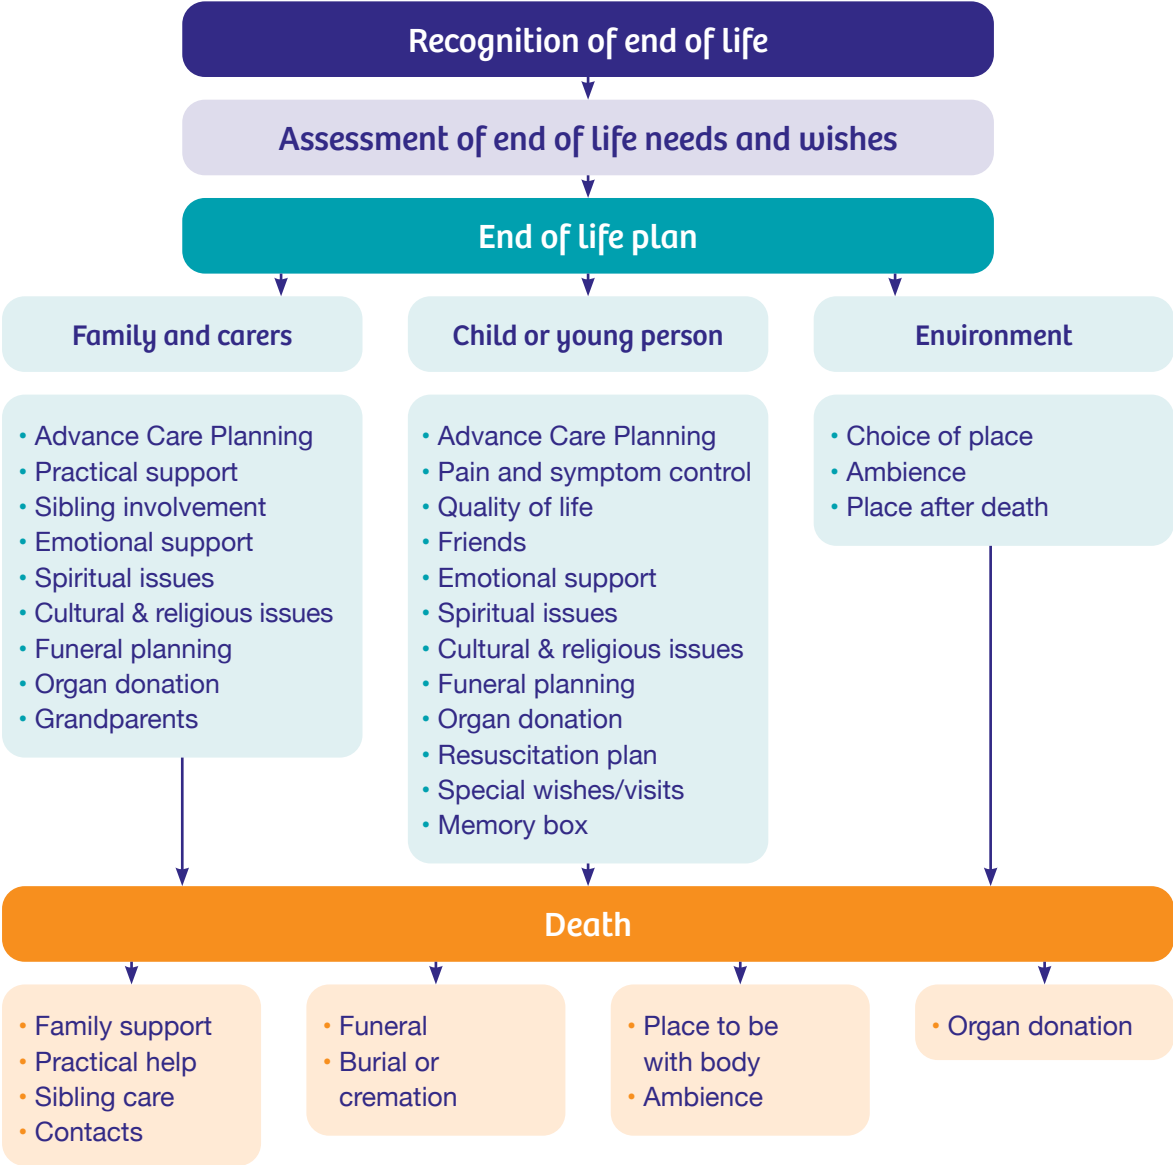 Recognition of end of life
Assessment of end of life needs and wishes
End of life plan
Family and carers
• Advance Care Planning
• Practical support
• Sibling involvement
• Emotional support
• Spiritual issues
• Cultural & religious issues
• Funeral planning
• Organ donation
• Grandparents
Child or young person
• Advance Care Planning
• Pain and symptom control
• Quality of life
• Friends
• Emotional support
• Spiritual issues
• Cultural & religious issues
• Funeral planning
• Organ donation
• Resuscitation plan
• Special wishes/visits
• Memory box
Environment
• Choice of place
• Ambience
• Place after death
Death
• Family support
• Practical help
• Sibling care
• Contacts
• Funeral
• Burial or
cremation
• Place to be
with body
• Ambience
• Organ donation